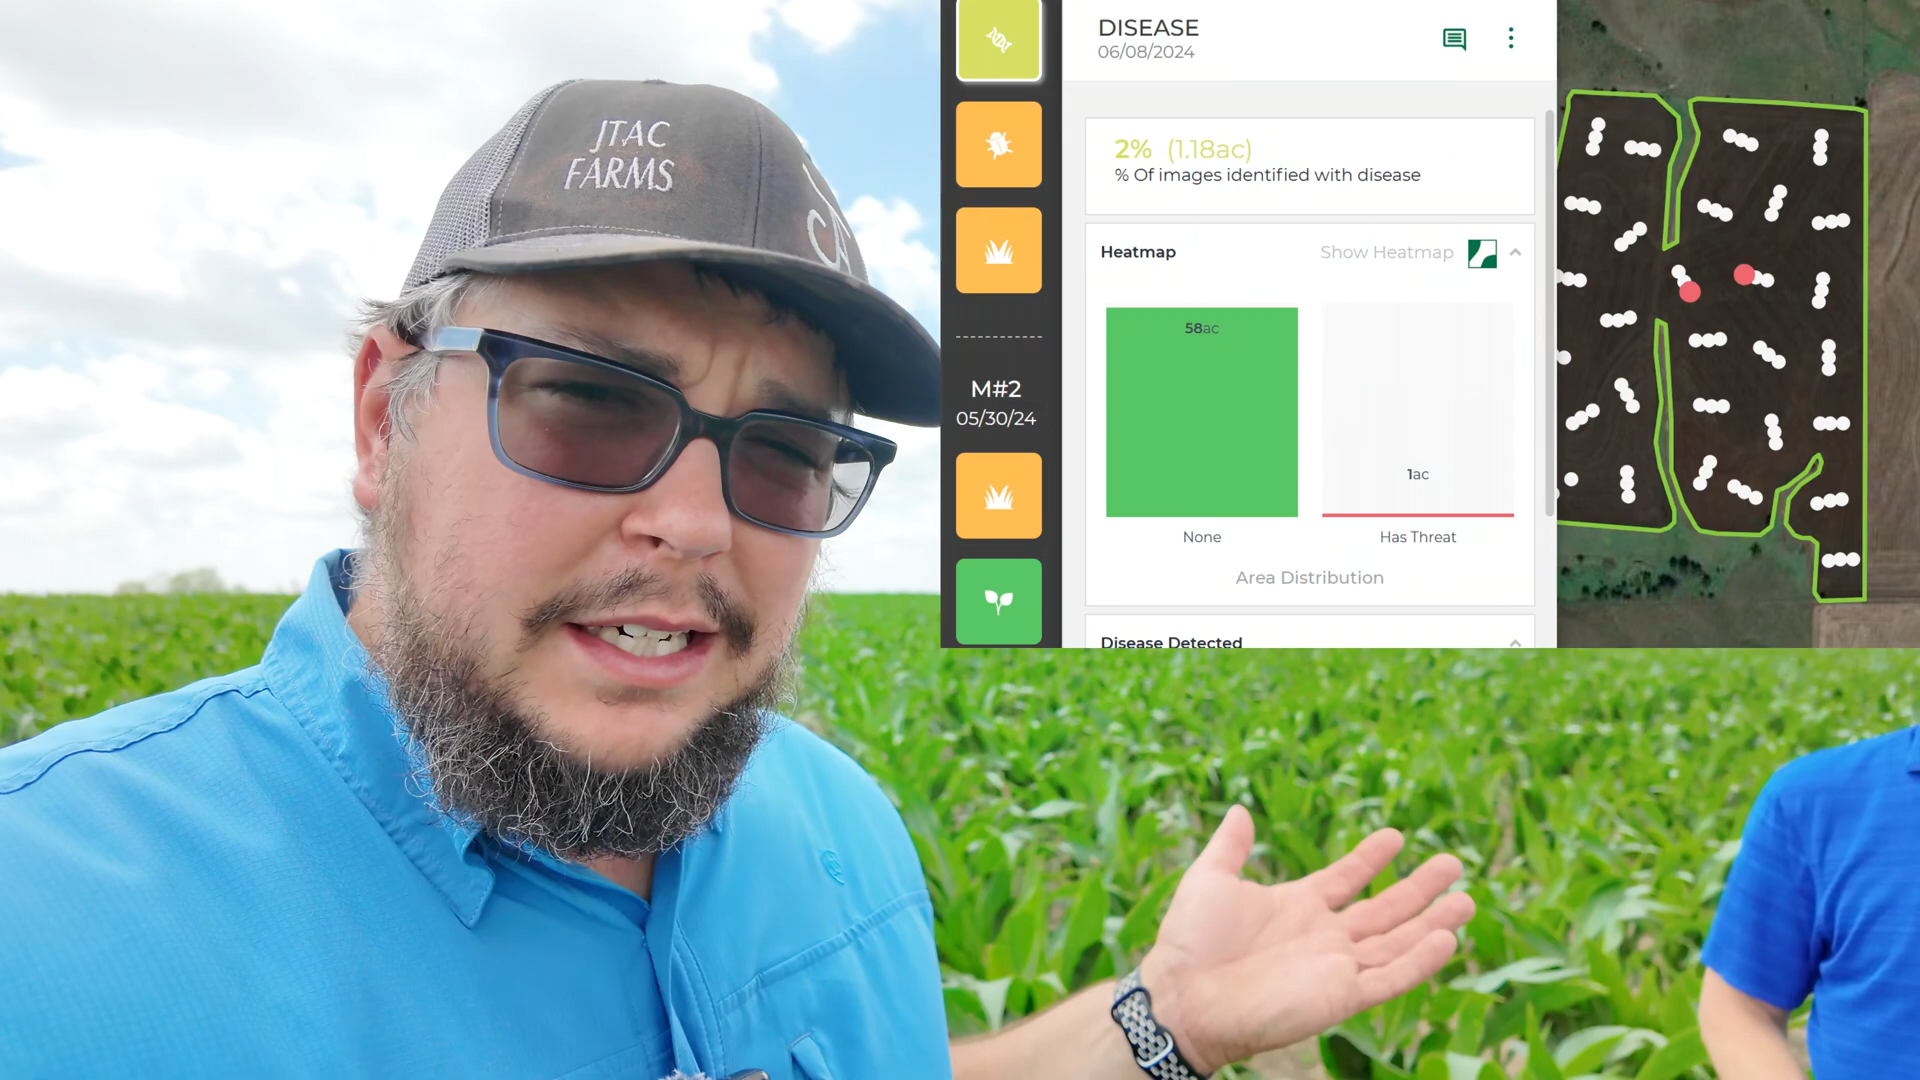 JTAC
FARMS
DISEASE
06/08/2024
2% (1.18ac)
% Of images identified with disease
Heatmap
Show Heatmap
58ac
1ac
None
Has Threat
Area Distribution
Disease Detected
M#2
05/30/24